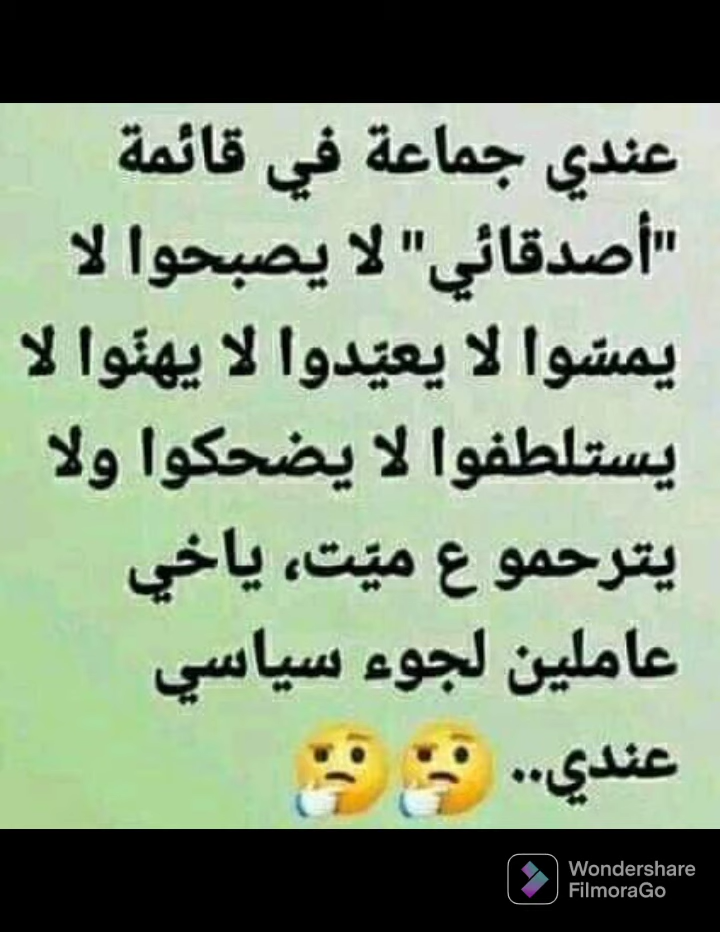 عندي جماعة في قائمة
"أصدقائي" لا يصبحوا لا
يمسّوا لا يعيّدوا لا يهنّوا لا
يستلطفوا لا يضحكوا ولا
يترحمو ع ميّت، ياخي
عاملين لجوء سياسي
عندي..
Wondershare
FilmoraGo